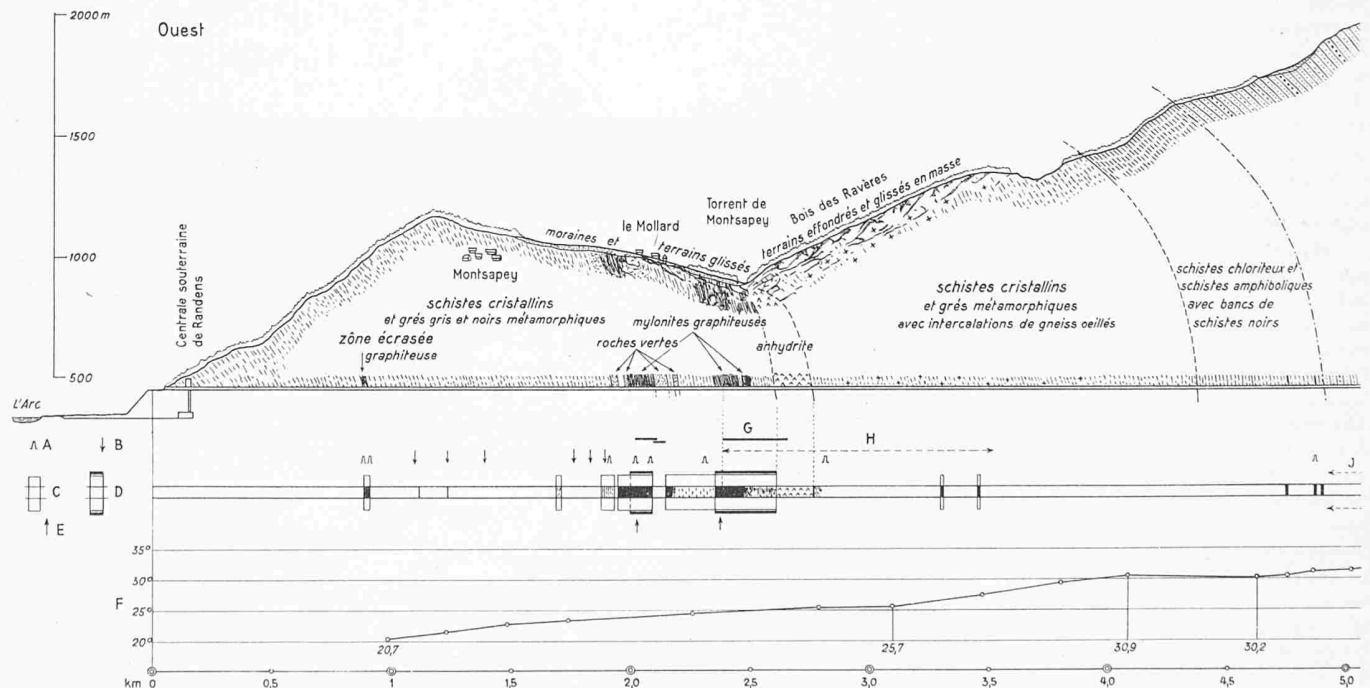 2000 m
Ouest
1500
1000
500
Centrale souterraine
de Randens
L'Arc
Montsapey
moraines et
le Mollard
terrains glissés
Torrent de
Montsapey
Bois des Ravères
terrains effondrés et glissés en masse
schistes cristallins
et grés gris et noirs métamorphiques
zône écrasée
graphiteuse
mylonites graphiteuses
roches vertes
anhydrite
schistes cristallins
et grés métamorphiques
avec intercalations de gneiss oeillés
schistes chloriteux et
schistes amphiboliques
avec bancs de
schistes noirs
A B
G
H
C D
J
E
35°
30°
F
25°
20°
20,7 25,7 30,9 30,2
km 0 0,5 1 1,5 2,0 2,5 3,0 3,5 4,0 4,5 5,0